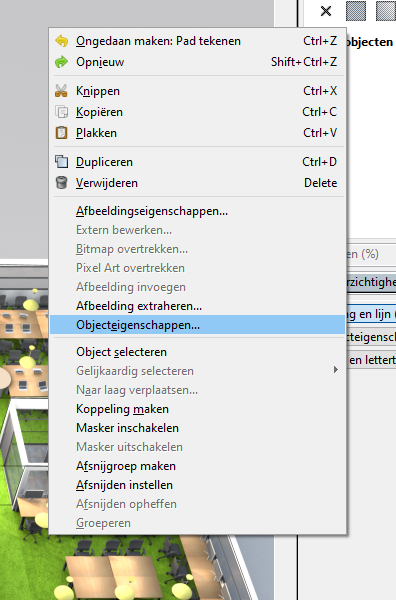 objecten
Ongedaan maken: Pad tekenen Ctrl+Z
Opnieuw Shift+Ctrl+Z
Knippen Ctrl+X
Kopiëren Ctrl+C
Plakken Ctrl+V
Dupliceren Ctrl+D
Verwijderen Delete
Afbeeldingseigenschappen...
Extern bewerken...
Bitmap overtrekken...
en (%)
Pixel Art overtrekken
Afbeelding invoegen
rzichtighe
Afbeelding extraheren...
g en lijn (
Objecteigenschappen...
cteigensch
Object selecteren
en lettert
Gelijkaardig selecteren
Naar laag verplaatsen...
Koppeling maken
Masker inschakelen
Masker uitschakelen
Afsnijgroep maken
Afsnijden instellen
Afsnijden opheffen
Groeperen